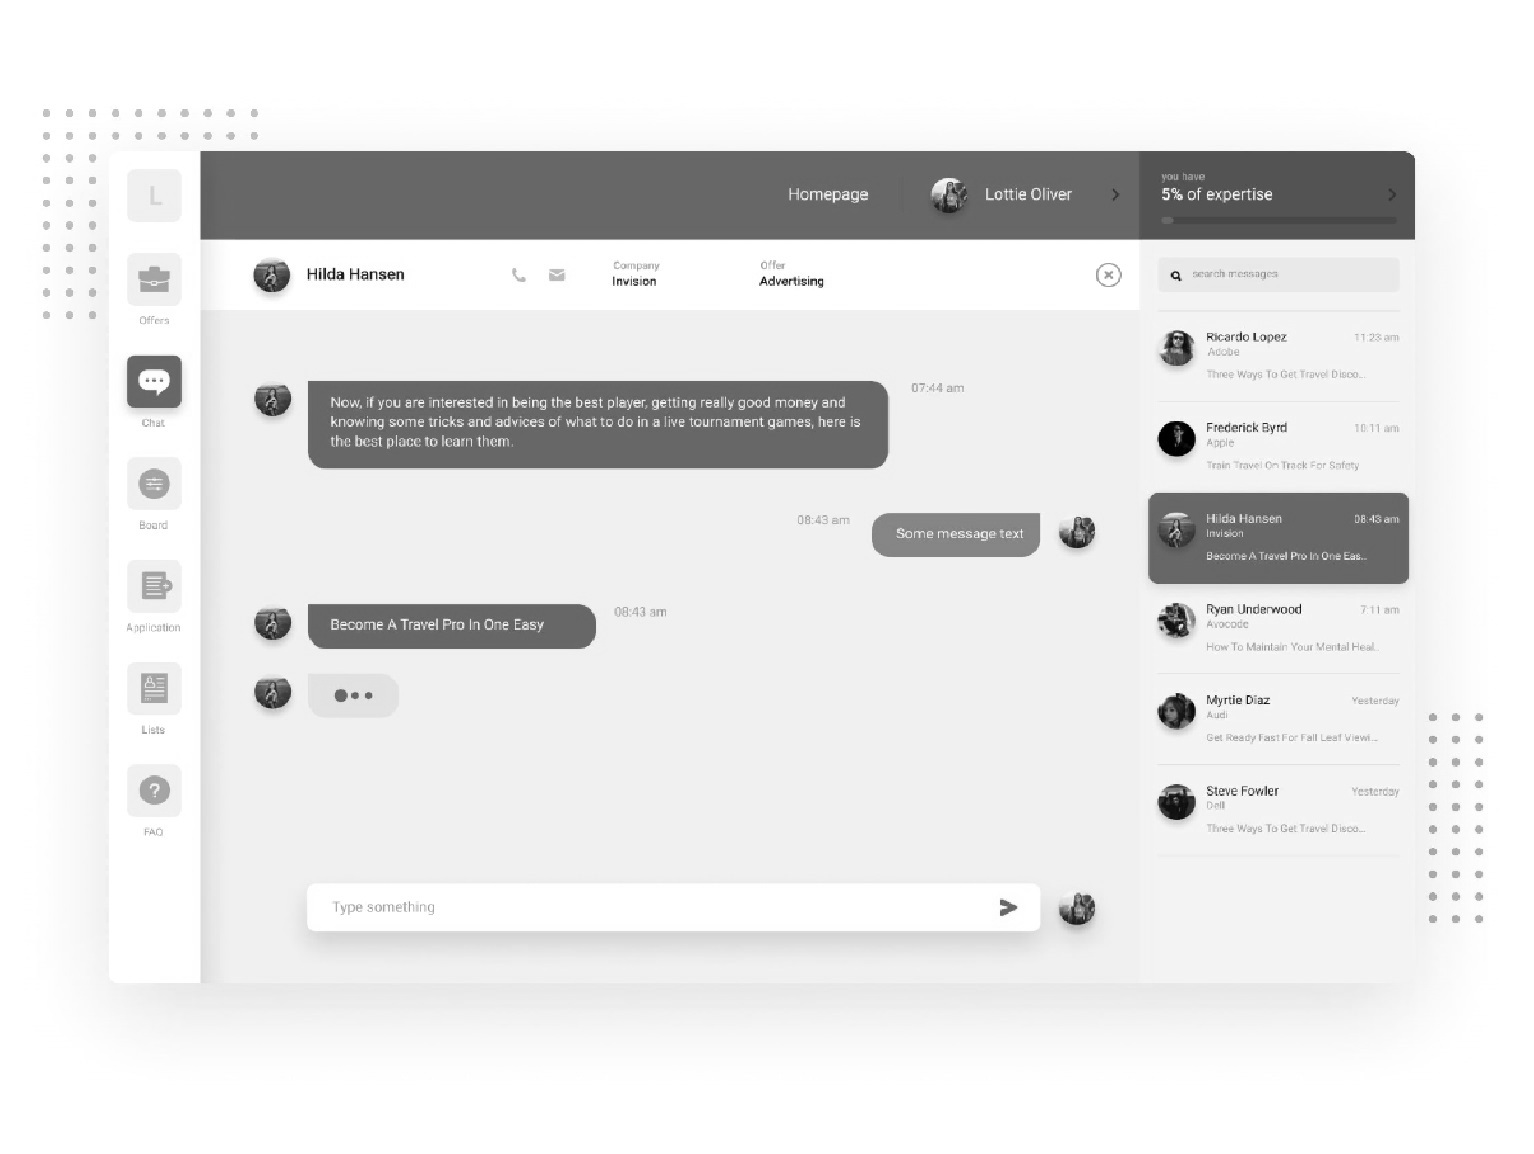 L
Offers
Chat
Board
Application
Lists
FAQ
Homepage
Lottie Oliver
you have
5% of expertise
Hilda Hansen
Company
Invision
Offer
Advertising
Now, if you are interested in being the best player, getting really good money and
knowing some tricks and advices of what to do in a live tournament games, here is
the best place to learn them.
07:44 am
08:43 am
Some message text
Become A Travel Pro In One Easy
08:43 am
Type something
search messages
Ricardo Lopez
11:23 am
Adobe
Three Ways To Get Travel Disco...
Frederick Byrd
10:11 am
Apple
Train Travel On Track For Safety
Hilda Hansen
08:43 am
Invision
Become A Travel Pro In One Eas...
Ryan Underwood
7:11 am
Avocode
How To Maintain Your Mental Heal..
Myrtie Diaz
Yesterday
Audi
Get Ready Fast For Fall Leaf Viewi...
Steve Fowler
Yesterday
Dell
Three Ways To Get Travel Disco...